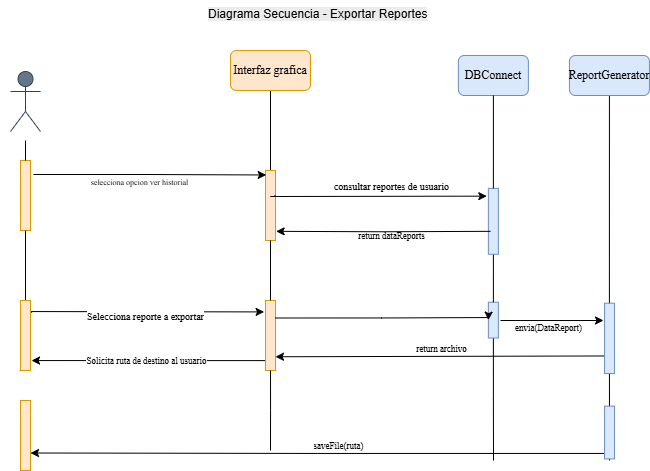 Diagrama Secuencia - Exportar Reportes
Interfaz grafica
DBConnect
ReportGenerator
selecciona opcion ver historial
consultar reportes de usuario
return dataReports
Selecciona reporte a exportar
envia(DataReport)
return archivo
Solicita ruta de destino al usuario
saveFile(ruta)